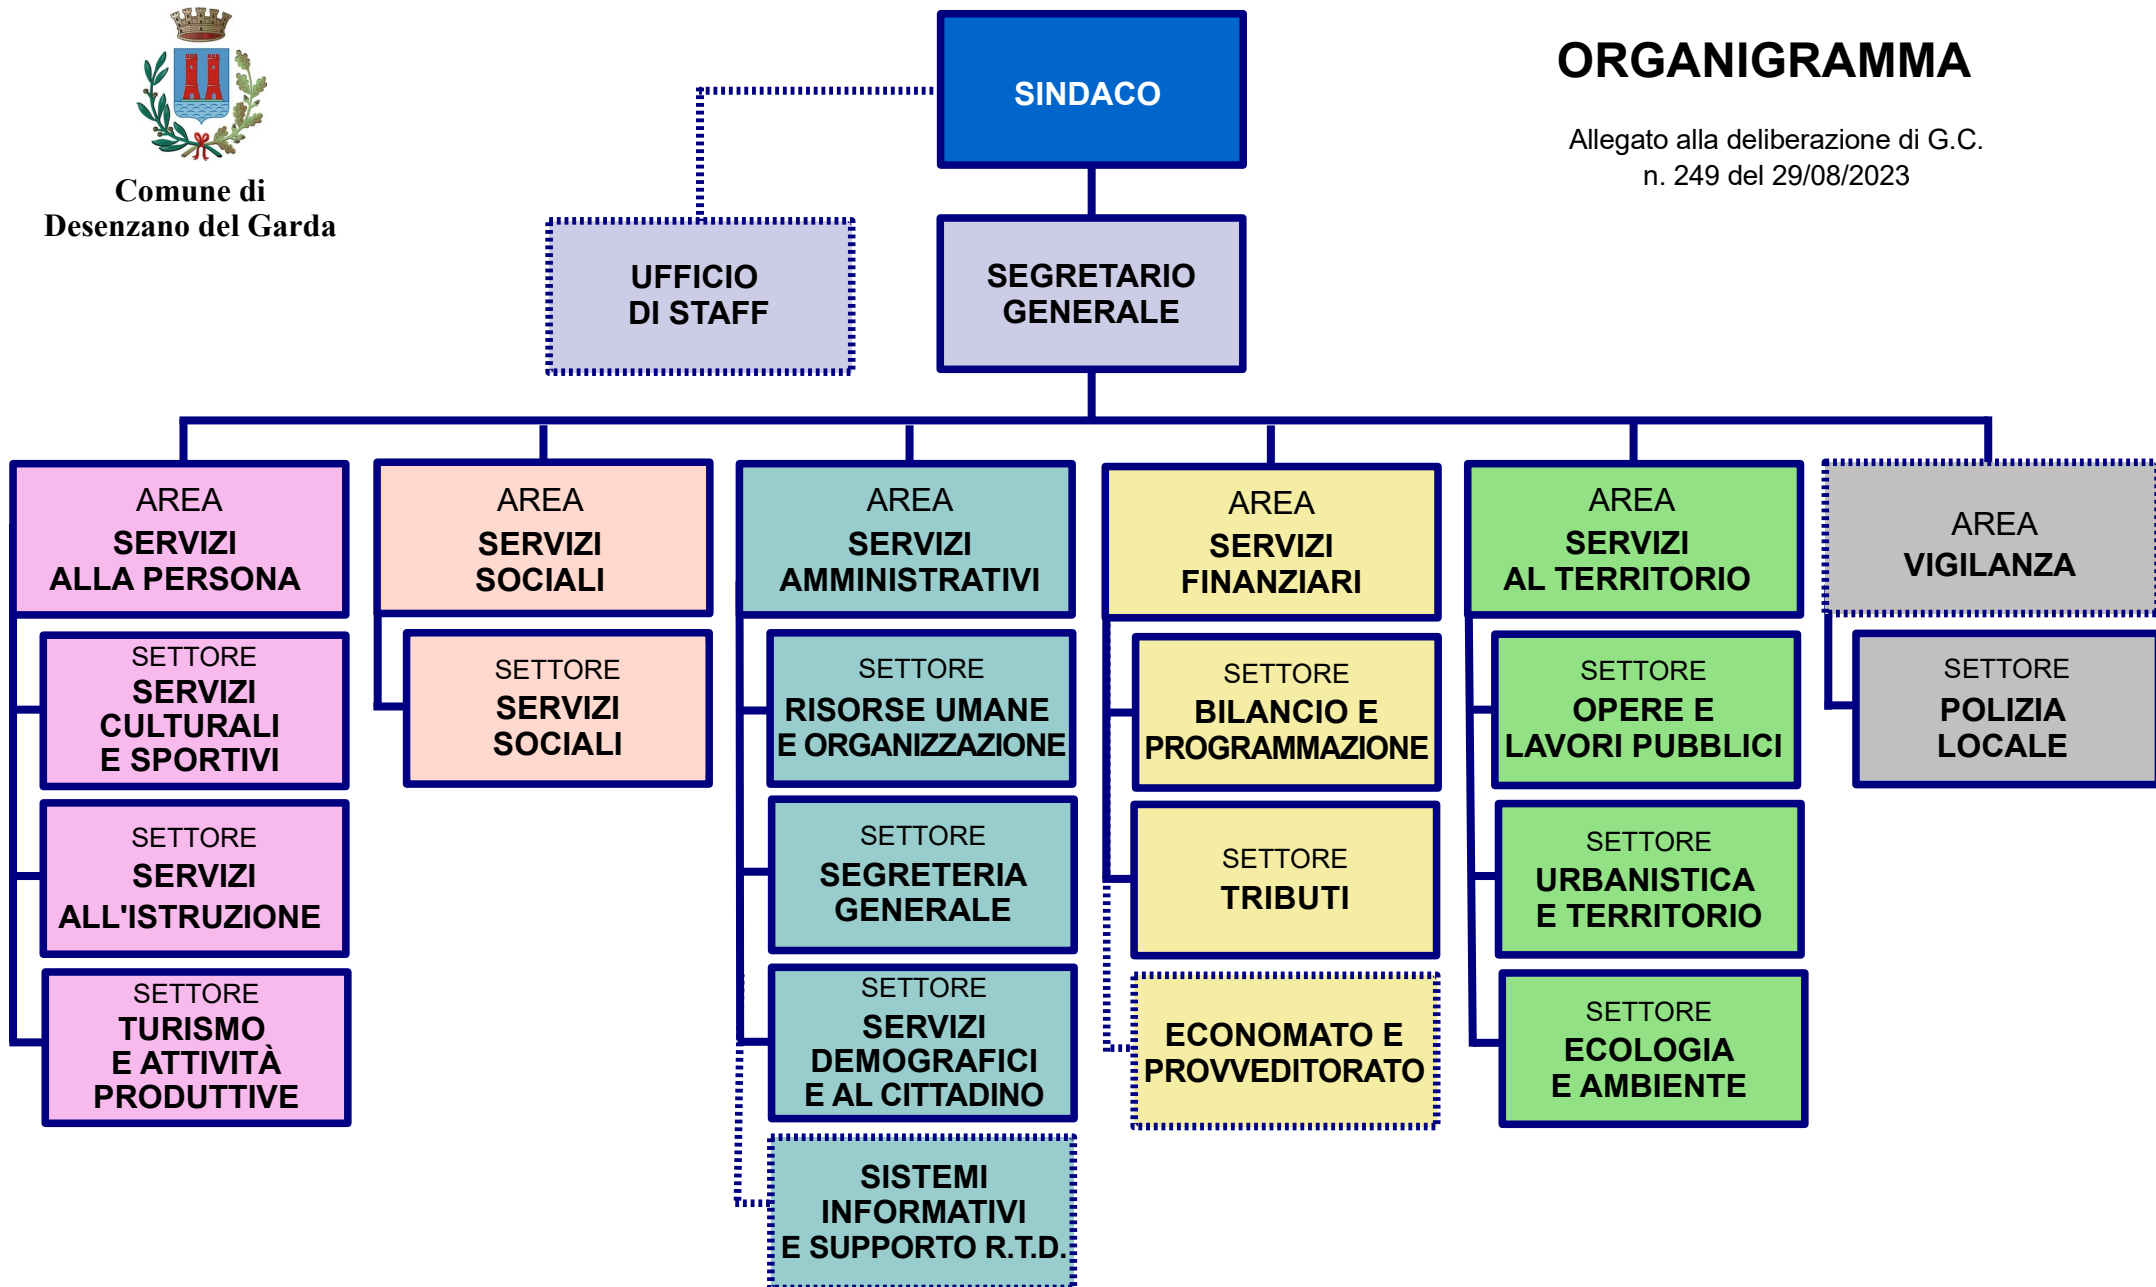 Comune di
Desenzano del Garda
ORGANIGRAMMA
Allegato alla deliberazione di G.C.
n. 249 del 29/08/2023
SINDACO
UFFICIO
DI STAFF
SEGRETARIO
GENERALE
AREA
SERVIZI
ALLA PERSONA
SETTORE
SERVIZI
CULTURALI
E SPORTIVI
SETTORE
SERVIZI
ALL'ISTRUZIONE
SETTORE
TURISMO
E ATTIVITÀ
PRODUTTIVE
AREA
SERVIZI
SOCIALI
SETTORE
SERVIZI
SOCIALI
AREA
SERVIZI
AMMINISTRATIVI
SETTORE
RISORSE UMANE
E ORGANIZZAZIONE
SETTORE
SEGRETERIA
GENERALE
SETTORE
SERVIZI
DEMOGRAFICI
E AL CITTADINO
SISTEMI
INFORMATIVI
E SUPPORTO R.T.D.
AREA
SERVIZI
FINANZIARI
SETTORE
BILANCIO E
PROGRAMMAZIONE
SETTORE
TRIBUTI
ECONOMATO E
PROVVEDITORATO
AREA
SERVIZI
AL TERRITORIO
SETTORE
OPERE E
LAVORI PUBBLICI
SETTORE
URBANISTICA
E TERRITORIO
SETTORE
ECOLOGIA
E AMBIENTE
AREA
VIGILANZA
SETTORE
POLIZIA
LOCALE